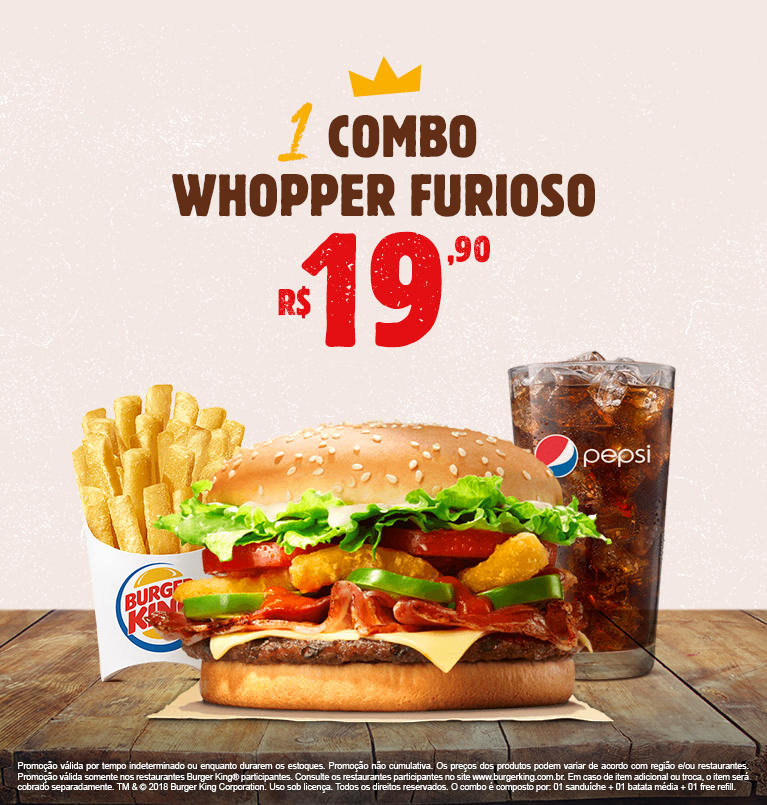 1 COMBO
WHOPPER FURIOSO
R$19,90
pepsi
BURGER
KING
Promoção válida por tempo indeterminado ou enquanto durarem os estoques. Promoção não cumulativa. Os preços dos produtos podem variar de acordo com região e/ou restaurantes.
Promoção válida somente nos restaurantes Burger King® participantes. Consulte os restaurantes participantes no site www.burgerking.com.br. Em caso de item adicional ou troca, o item será
cobrado separadamente. TM & © 2018 Burger King Corporation. Uso sob licença. Todos os direitos reservados. O combo é composto por: 01 sanduíche + 01 batata média + 01 free refill.